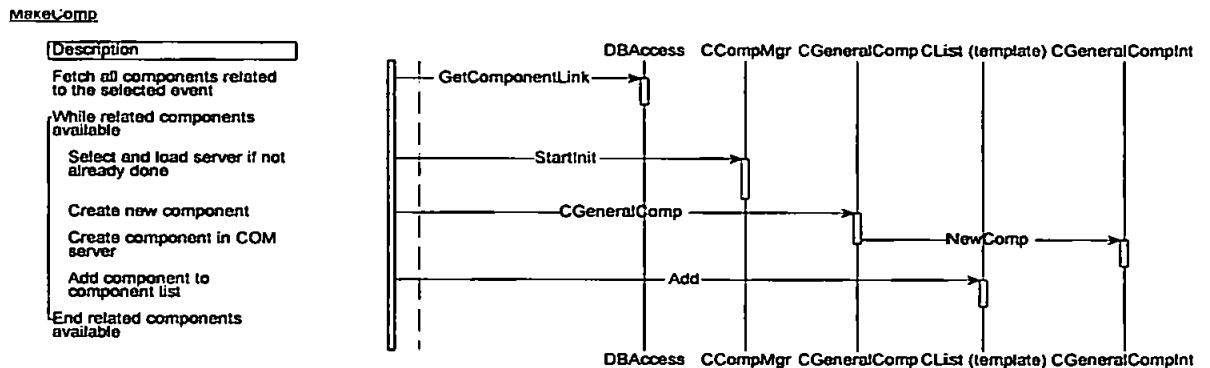 MakeComp
Description
DBAccess CCompMgr CGeneralComp CList (template) CGeneralCompInt
Fetch all components related
to the selected event
GetComponentLink
While related components
available
Select and load server if not
already done
StartInit
Create new component
CGeneralComp
Create component in COM
server
NewComp
Add component to
component list
Add
End related components
available
DBAccess CCompMgr CGeneralComp CList (template) CGeneralCompInt